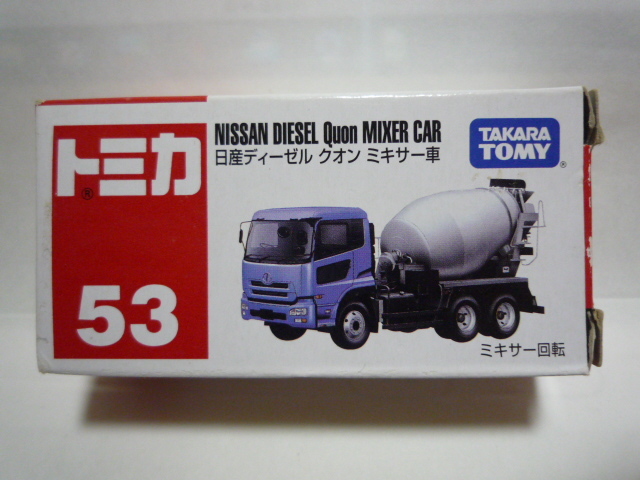 トミカ®
53
NISSAN DIESEL Quon MIXER CAR
日産ディーゼル クオン ミキサー車
TAKARA
TOMY®
ミキサー回転